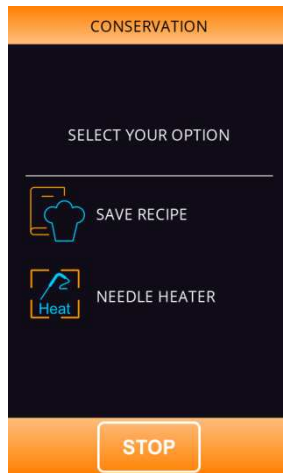 CONSERVATION
SELECT YOUR OPTION
SAVE RECIPE
Heat
NEEDLE HEATER
STOP